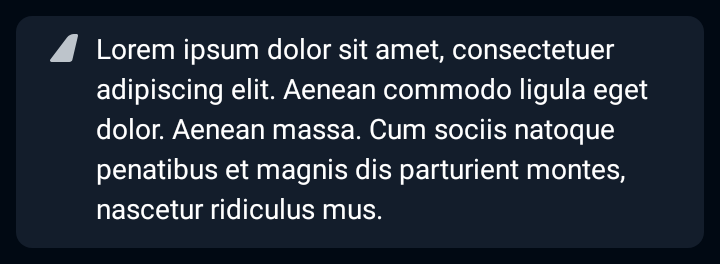 Lorem ipsum dolor sit amet, consectetuer
adipiscing elit. Aenean commodo ligula eget
dolor. Aenean massa. Cum sociis natoque
penatibus et magnis dis parturient montes,
nascetur ridiculus mus.